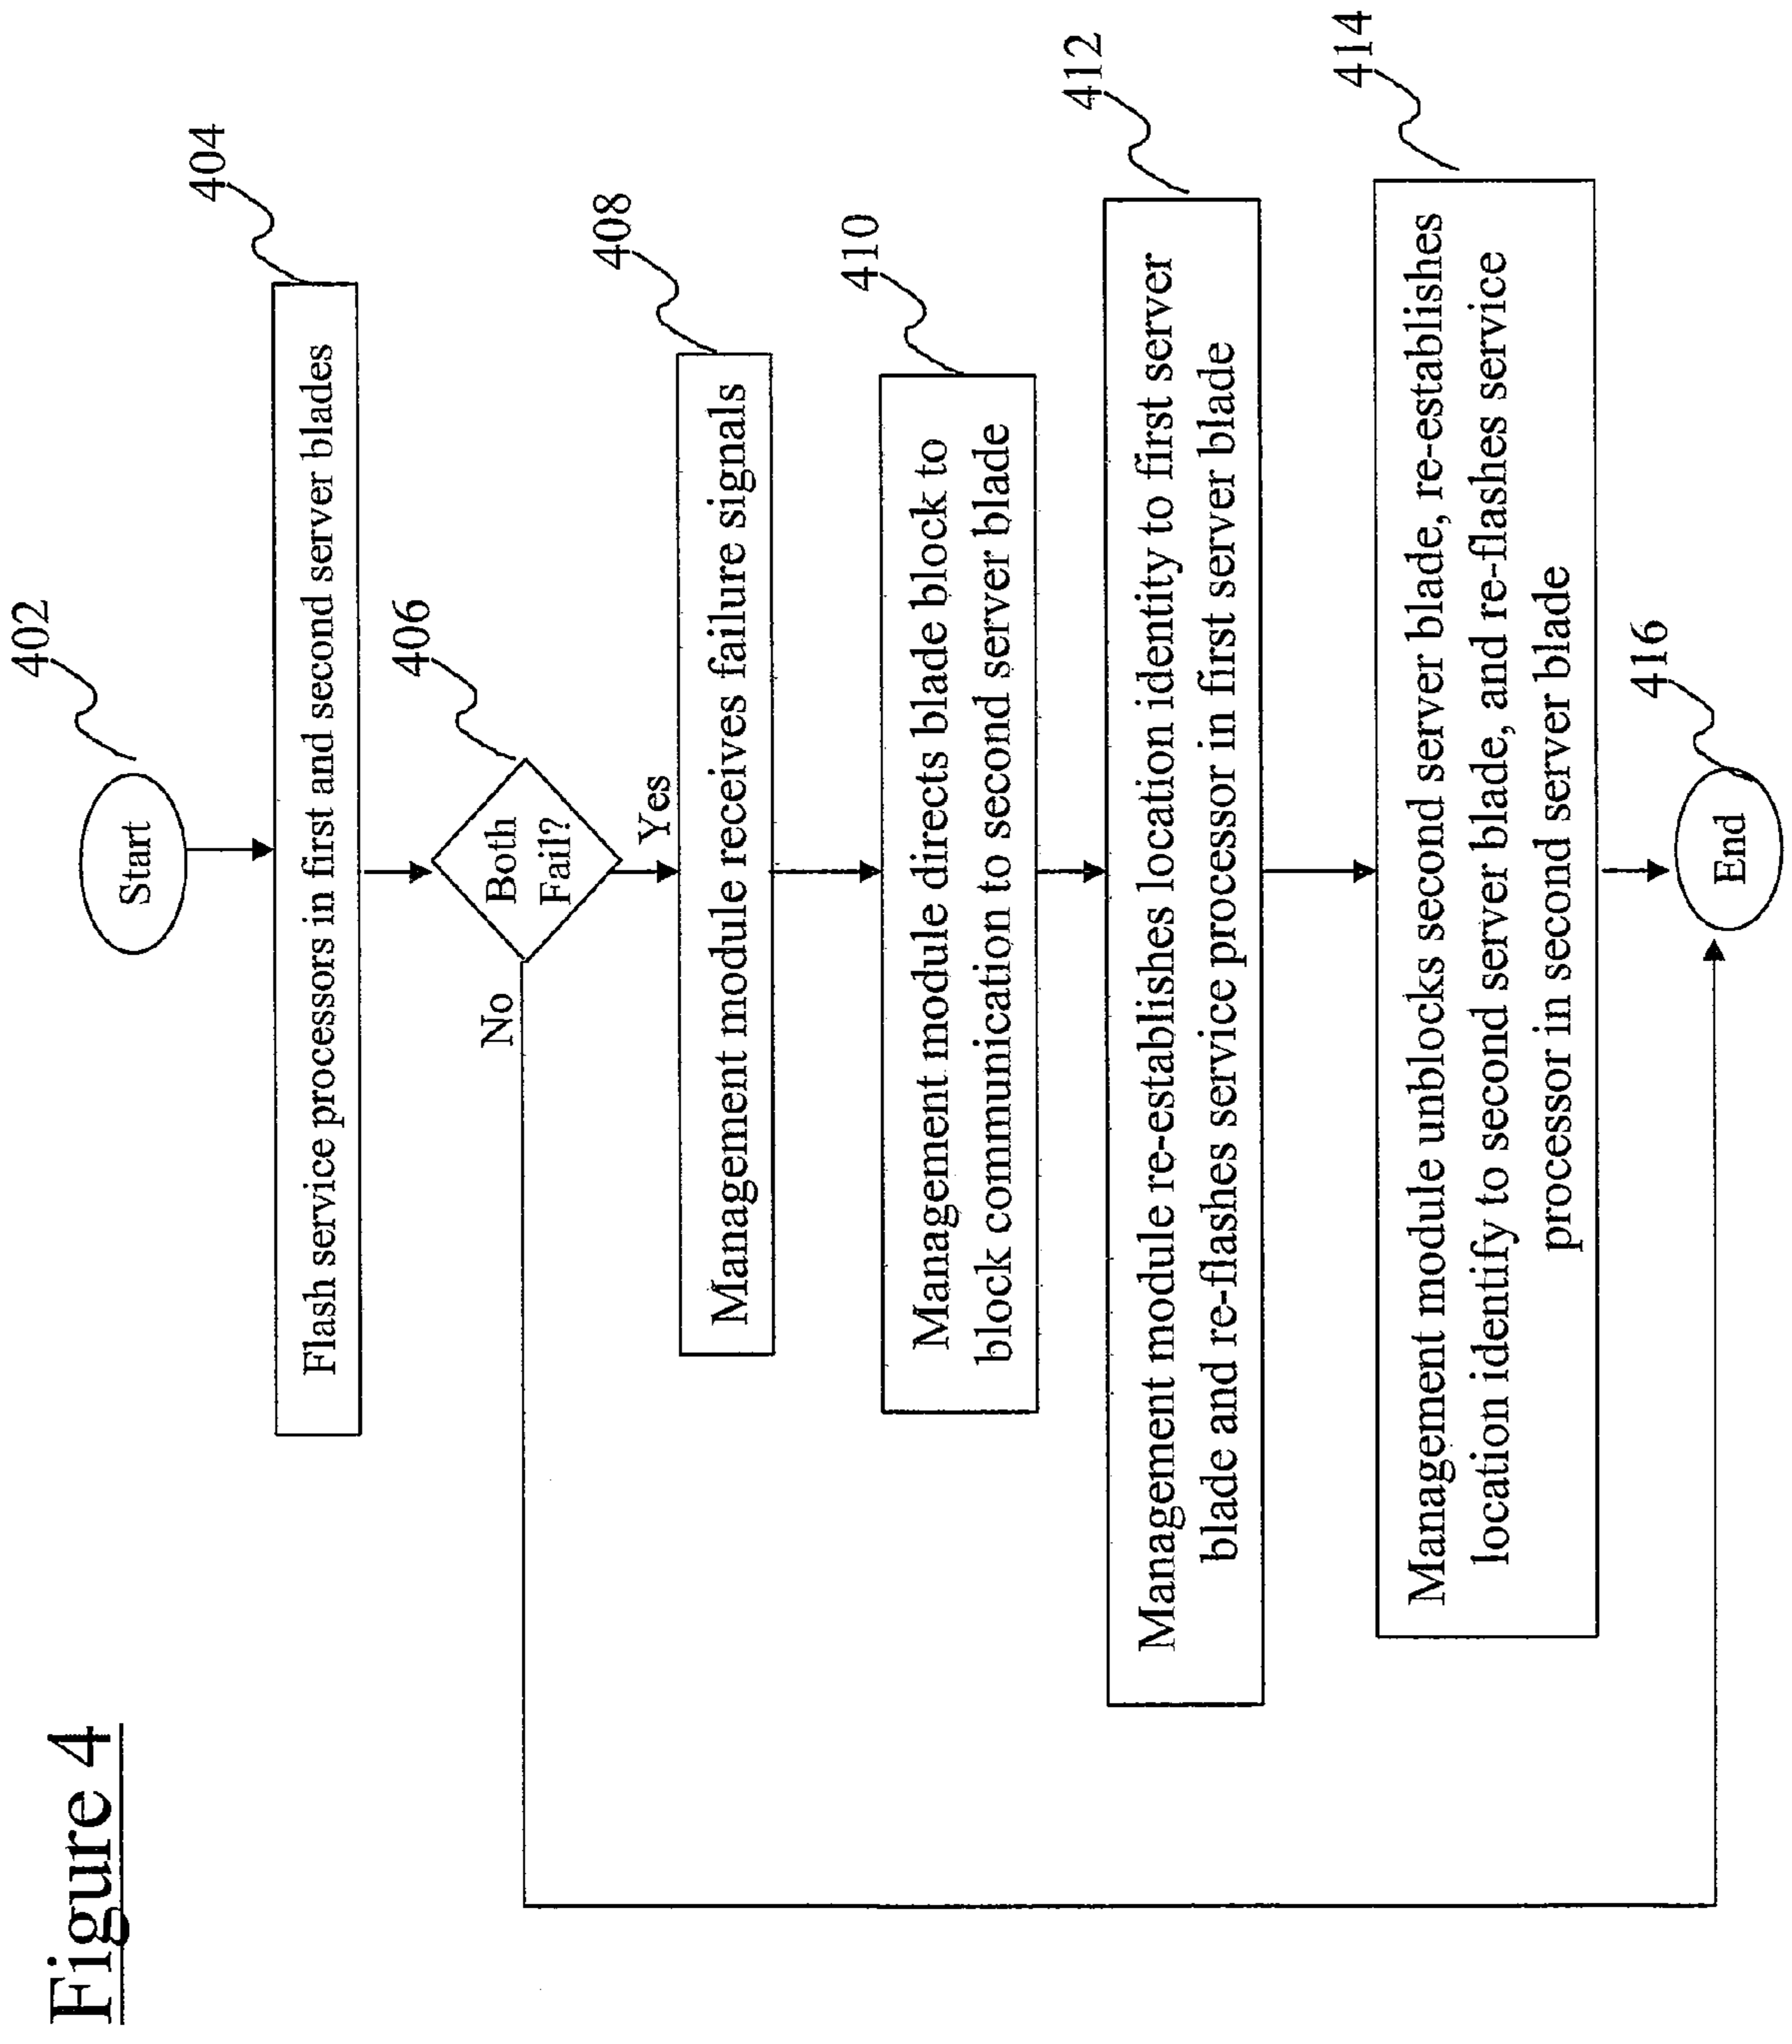 Figure 4
402
Start
404
Flash service processors in first and second server blades
406
Both
Fail?
No
Yes
408
Management module receives failure signals
410
Management module directs blade block to
block communication to second server blade
412
Management module re-establishes location identity to first server
blade and re-flashes service processor in first server blade
414
Management module unblocks second server blade, re-establishes
location identify to second server blade, and re-flashes service
processor in second server blade
416
End